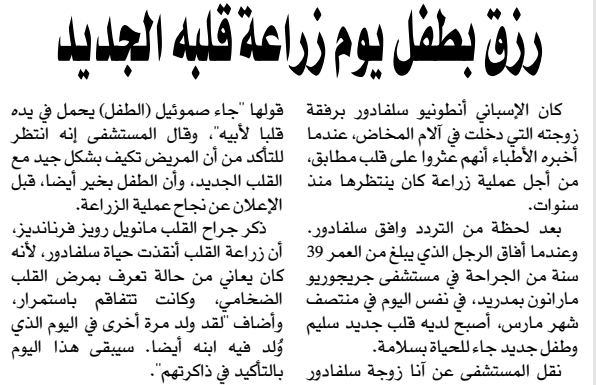 رزق بطفل يوم زراعة قلبه الجديد
كان الإسباني أنطونيو سلفادور برفقة
زوجته التي دخلت في آلام المخاض، عندما
أخبره الأطباء أنهم عثروا على قلب مطابق،
من أجل عملية زراعة كان ينتظرها منذ
سنوات.
بعد لحظة من التردد وافق سلفادور.
وعندما أفاق الرجل الذي يبلغ من العمر 39
سنة من الجراحة في مستشفى جريجوريو
مارانون بمدريد، في نفس اليوم في منتصف
شهر مارس، أصبح لديه قلب جديد سليم
وطفل جديد جاء للحياة بسلامة.
نقل المستشفى عن آنا زوجة سلفادور
قولها "جاء صموئيل (الطفل) يحمل في يده
قلبا لأبيه"، وقال المستشفى إنه انتظر
للتأكد من أن المريض تكيف بشكل جيد مع
القلب الجديد، وأن الطفل بخير أيضا، قبل
الإعلان عن نجاح عملية الزراعة.
ذكر جراح القلب مانويل رويز فرنانديز،
أن زراعة القلب أنقذت حياة سلفادور، لأنه
كان يعاني من حالة تعرف بمرض القلب
الضخامي، وكانت تتفاقم باستمرار،
وأضاف "لقد ولد مرة أخرى في اليوم الذي
وُلد فيه ابنه أيضا. سيبقى هذا اليوم
بالتأكيد في ذاكرتهم".